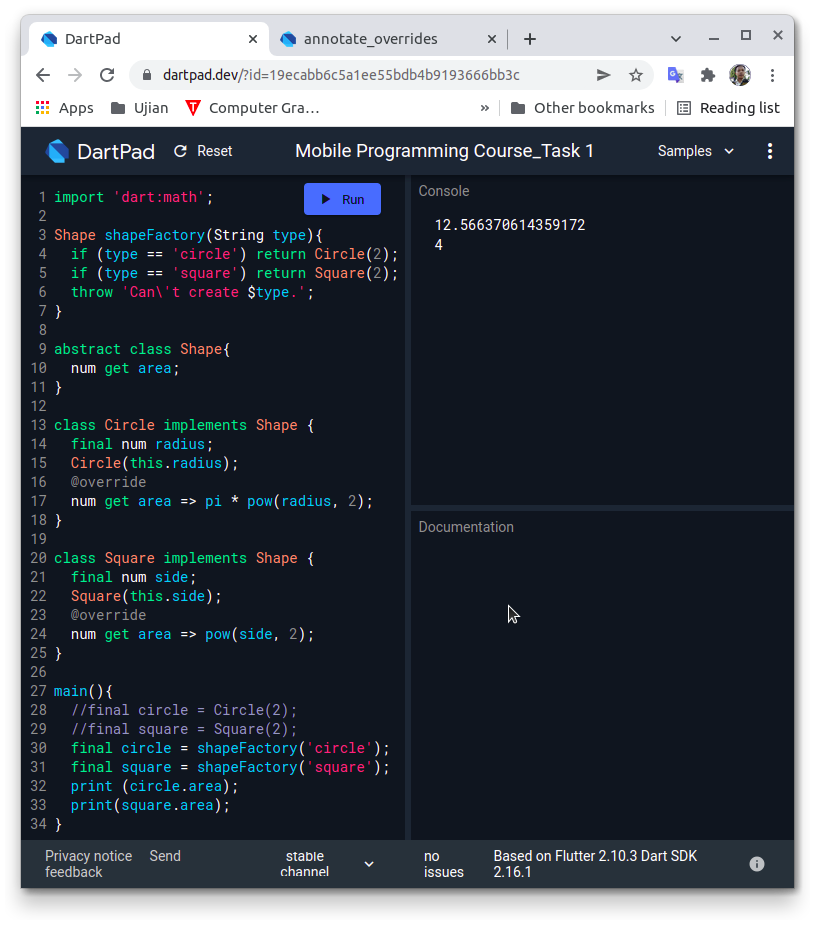 DartPad
annotate_overrides
dartpad.dev/?id=19ecabb6c5a1ee55bdb4b9193666bb3c
Apps
Ujian
Computer Gra...
»
Other bookmarks
Reading list
DartPad
Reset
Mobile Programming Course_Task 1
Samples
Run
1 import 'dart:math';
2
3 Shape shapeFactory(String type){
4   if (type == 'circle') return Circle(2);
5   if (type == 'square') return Square(2);
6   throw 'Can\'t create $type.';
7 }
8
9 abstract class Shape{
10   num get area;
11 }
12
13 class Circle implements Shape {
14   final num radius;
15   Circle(this.radius);
16   @override
17   num get area => pi * pow(radius, 2);
18 }
19
20 class Square implements Shape {
21   final num side;
22   Square(this.side);
23   @override
24   num get area => pow(side, 2);
25 }
26
27 main(){
28   //final circle = Circle(2);
29   //final square = Square(2);
30   final circle = shapeFactory('circle');
31   final square = shapeFactory('square');
32   print (circle.area);
33   print(square.area);
34 }
Console
12.566370614359172
4
Documentation
Privacy notice
Send
feedback
stable
channel
no
issues
Based on Flutter 2.10.3 Dart SDK
2.16.1